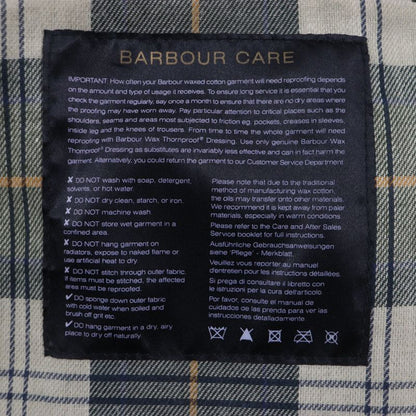 BARBOUR CARE
IMPORTANT: How often your Barbour waxed cotton garment will need reproofing depends
on the amount and type of usage it receives. To ensure long service it is essential that you
check the garment regularly, say once a month to ensure that there are no dry areas where
the proofing may have worn away. Pay particular attention to critical places such as the
shoulders, seams and areas most subjected to friction eg. pockets, creases in sleeves,
inside leg and the knees of trousers. From time to time the whole garment will need
reproofing with Barbour Wax Thornproof® Dressing. Use only genuine Barbour Wax
Thornproof® Dressing as substitutes are invariably less effective and can in fact harm the
garment. Alternatively, you could return the garment to our Customer Service Department
✗ DO NOT wash with soap, detergent,
solvents, or hot water
✗ DO NOT dry clean, starch, or iron.
✗ DO NOT machine wash.
✗ DO NOT store wet garment in a
confined area.
✗ DO NOT hang garment on
radiators, expose to naked flame or
use artificial heat to dry
✗ DO NOT stitch through outer fabric.
If items must be stitched, the affected
area must be reproofed.
✓ DO sponge down outer fabric
with cold water when soiled and
brush off grit etc.
✓ DO hang garment in a dry, airy
place to dry off naturally.
Please note that due to the traditional
method of manufacturing wax cotton,
the oils may transfer onto other materials.
We recommend it is kept away from paler
materials, especially in warm conditions.
Please refer to the Care and After Sales
Service booklet for full instructions.
Ausführliche Gebrauchsanweisungen
siehe 'Pflege' - Merkblatt.
Veuillez vous reporter au manuel
d'entretien pour les instructions détaillées.
Si prega di consultare il libretto con
le istruzioni per la cura dell'articolo
Por favor, consulte el manual de
cuidados de las prenda para ver las
instrucciones detalladamente.